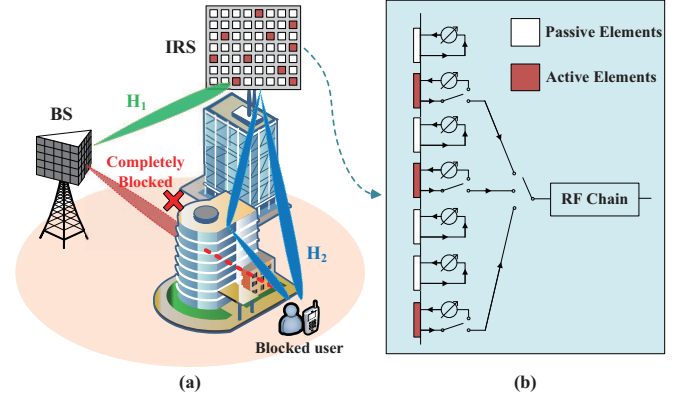 IRS
H1
BS
Completely
Blocked
H2
Blocked user
(a)
Passive Elements
Active Elements
RF Chain
(b)